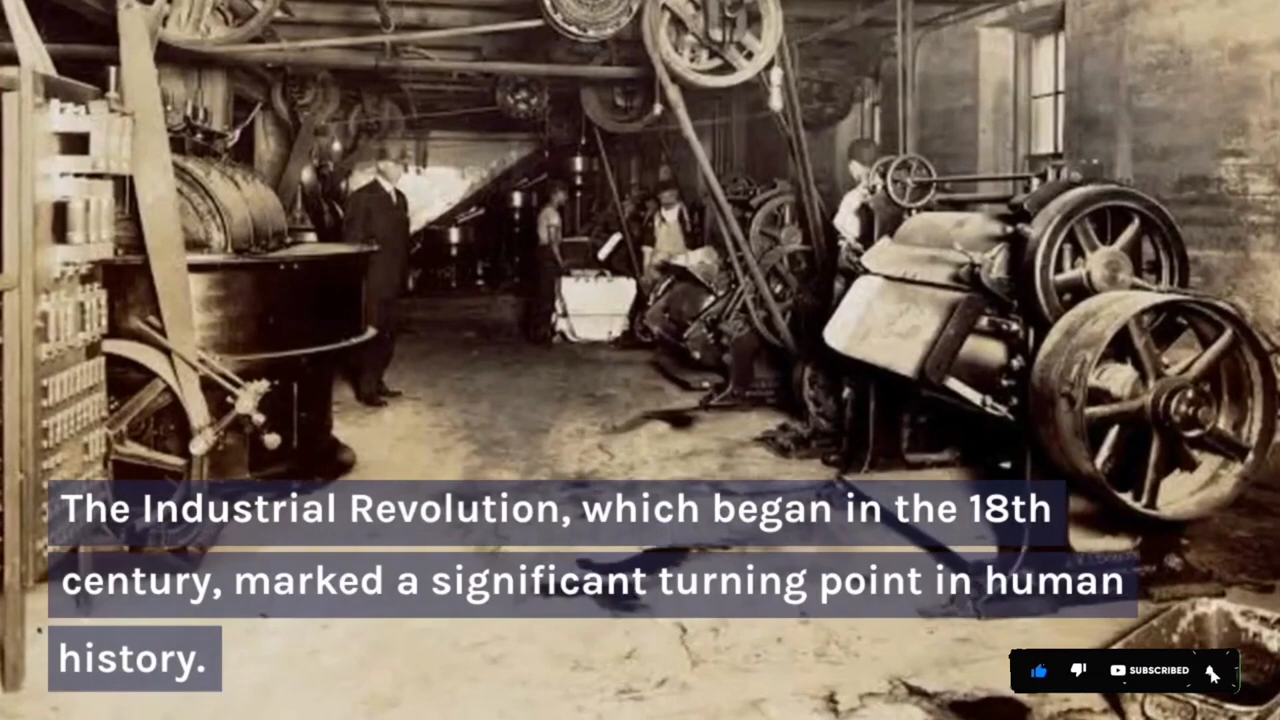 The Industrial Revolution, which began in the 18th
century, marked a significant turning point in human
history.
SUBSCRIBED